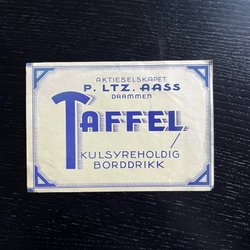 AKTIESELSKAPET
P. LTZ. AASS
DRAMMEN
TAFFEL
KULSYREHOLDIG
BORDDRIKK